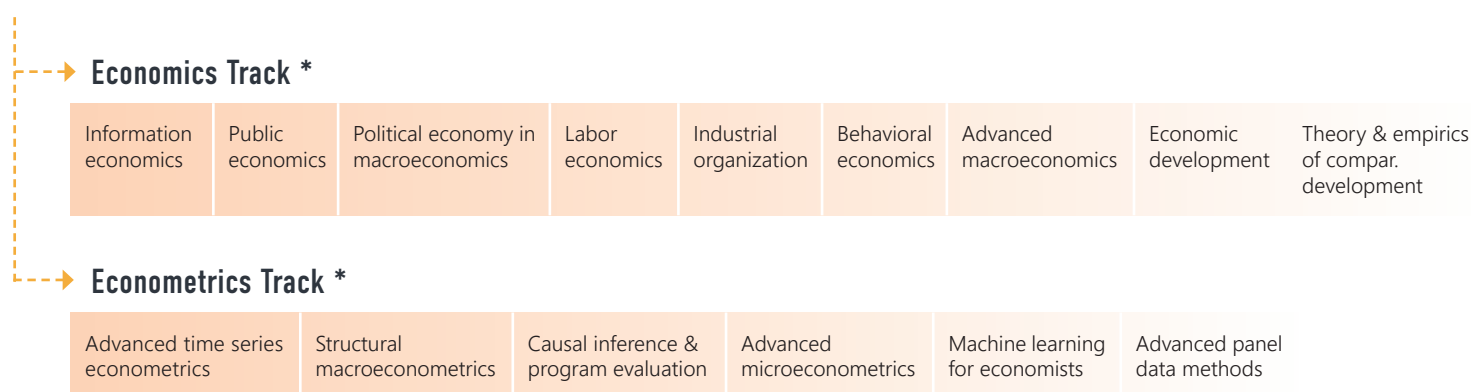 Economics Track *
Information
economics
Public
economics
Political economy in
macroeconomics
Labor
economics
Industrial
organization
Behavioral
economics
Advanced
macroeconomics
Economic
development
Theory & empirics
of compar.
development
Econometrics Track *
Advanced time series
econometrics
Structural
macroeconometrics
Causal inference &
program evaluation
Advanced
microeconometrics
Machine learning
for economists
Advanced panel
data methods